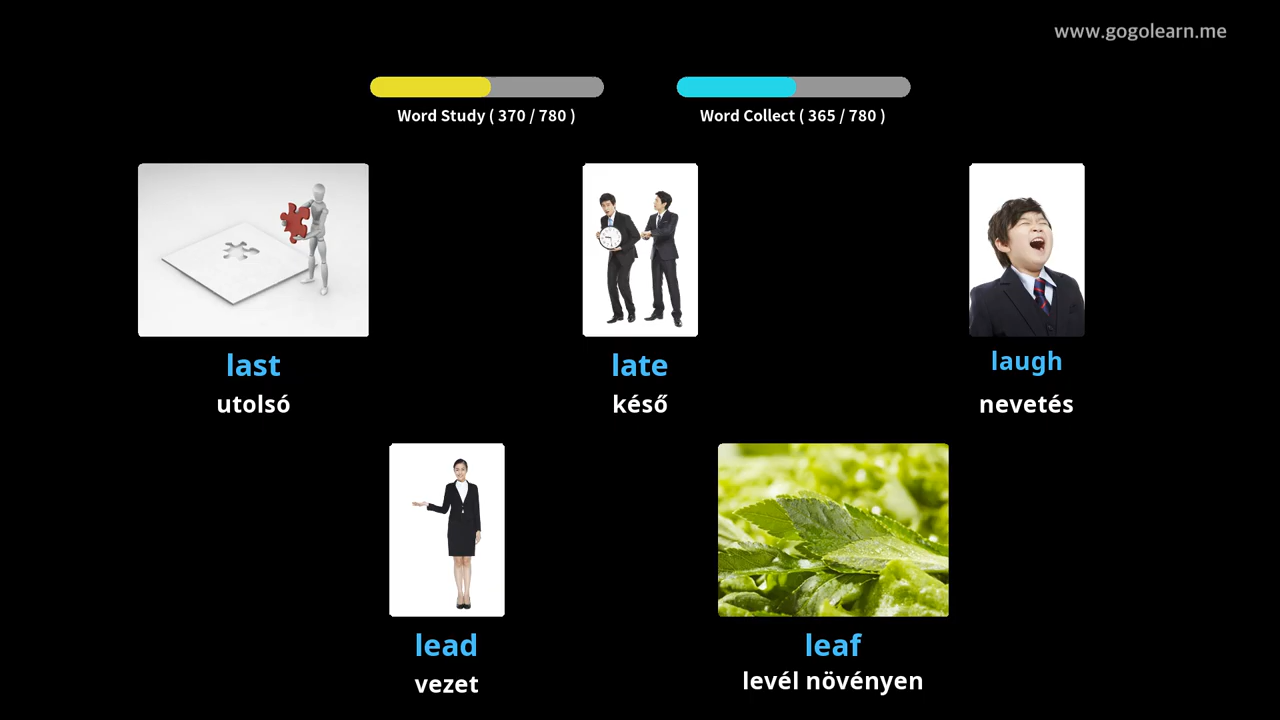 www.gogolearn.me
Word Study ( 370 / 780 )
Word Collect ( 365 / 780 )
last
late
laugh
utolsó
késő
nevetés
lead
leaf
vezet
levél növényen